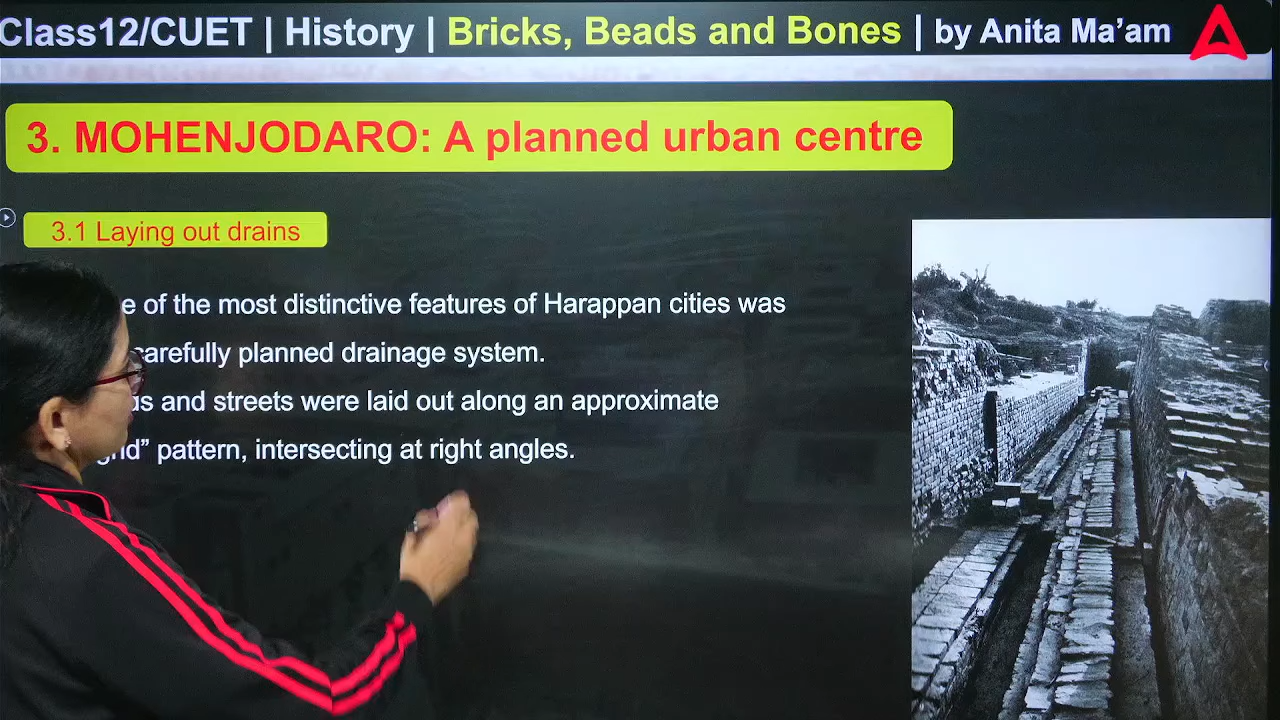 Class12/CUET | History | Bricks, Beads and Bones | by Anita Ma'am
3. MOHENJODARO: A planned urban centre
3.1 Laying out drains
of the most distinctive features of Harappan cities was
carefully planned drainage system.
and streets were laid out along an approximate
pattern, intersecting at right angles.